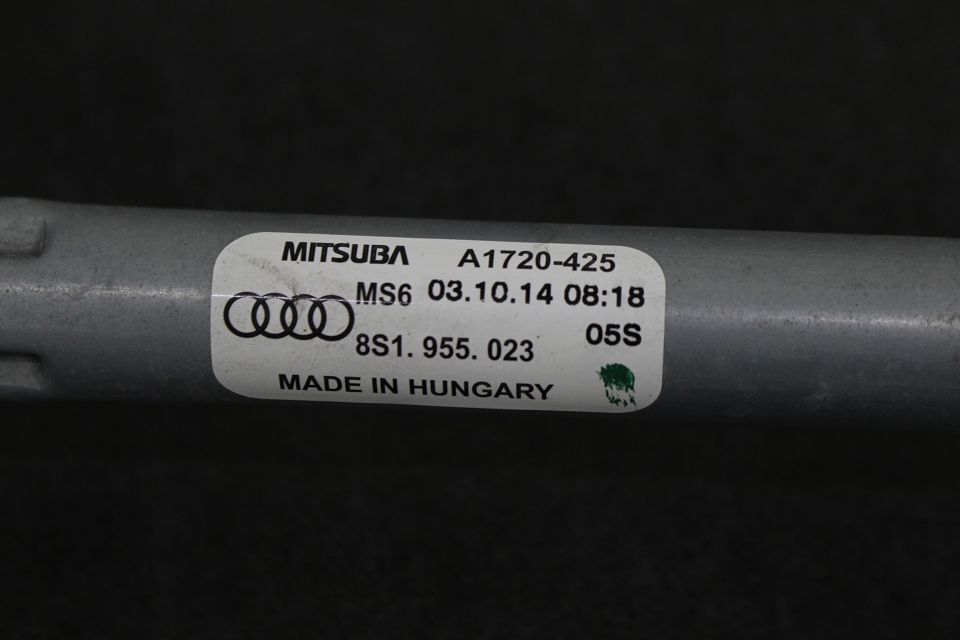 MITSUBA A1720-425
MS6 03.10.14 08:18
05S
8S1. 955. 023
MADE IN HUNGARY